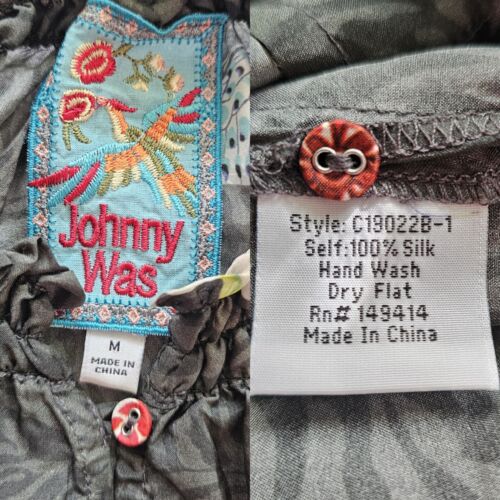 Johnny
Was
M
MADE IN
CHINA
Style: C19022B-1
Self:100% Silk
Hand Wash
Dry Flat
Rn# 149414
Made In China